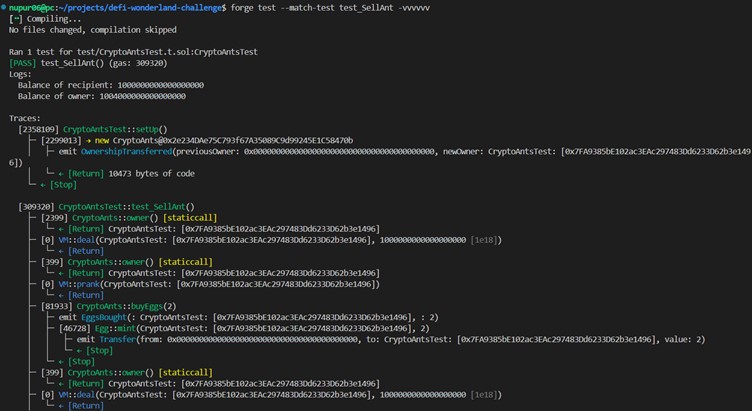 nupur06@pc:~/projects/defi-wonderland-challenge$ forge test --match-test test_SellAnt -vvvvvv
[⠒] Compiling...
No files changed, compilation skipped
Ran 1 test for test/CryptoAntsTest.t.sol:CryptoAntsTest
[PASS] test_SellAnt() (gas: 309320)
Logs:
  Balance of recipient: 1000000000000000000
  Balance of owner: 1004000000000000000
Traces:
  [2358109] CryptoAntsTest::setUp()
    ├─ [2299013] → new CryptoAnts@0x2e234DAe75C793f67A35089C9d99245E1C58470b
    │   ├─ emit OwnershipTransferred(previousOwner: 0x0000000000000000000000000000000000000000, newOwner: CryptoAntsTest: [0x7FA9385bE102ac3EAc297483Dd6233D62b3e149
6])
    │   └─ ← [Return] 10473 bytes of code
    └─ ← [Stop]
  [309320] CryptoAntsTest::test_SellAnt()
    ├─ [2399] CryptoAnts::owner() [staticcall]
    │   └─ ← [Return] CryptoAntsTest: [0x7FA9385bE102ac3EAc297483Dd6233D62b3e1496]
    ├─ [0] VM::deal(CryptoAntsTest: [0x7FA9385bE102ac3EAc297483Dd6233D62b3e1496], 1000000000000000000 [1e18])
    │   └─ ← [Return]
    ├─ [399] CryptoAnts::owner() [staticcall]
    │   └─ ← [Return] CryptoAntsTest: [0x7FA9385bE102ac3EAc297483Dd6233D62b3e1496]
    ├─ [0] VM::prank(CryptoAntsTest: [0x7FA9385bE102ac3EAc297483Dd6233D62b3e1496])
    │   └─ ← [Return]
    ├─ [81933] CryptoAnts::buyEggs(2)
    │   ├─ emit EggsBought(: CryptoAntsTest: [0x7FA9385bE102ac3EAc297483Dd6233D62b3e1496], : 2)
    │   ├─ [46728] Egg::mint(CryptoAntsTest: [0x7FA9385bE102ac3EAc297483Dd6233D62b3e1496], 2)
    │   │   ├─ emit Transfer(from: 0x0000000000000000000000000000000000000000, to: CryptoAntsTest: [0x7FA9385bE102ac3EAc297483Dd6233D62b3e1496], value: 2)
    │   │   └─ ← [Stop]
    │   └─ ← [Stop]
    ├─ [399] CryptoAnts::owner() [staticcall]
    │   └─ ← [Return] CryptoAntsTest: [0x7FA9385bE102ac3EAc297483Dd6233D62b3e1496]
    ├─ [0] VM::deal(CryptoAntsTest: [0x7FA9385bE102ac3EAc297483Dd6233D62b3e1496], 1000000000000000000 [1e18])
    │   └─ ← [Return]